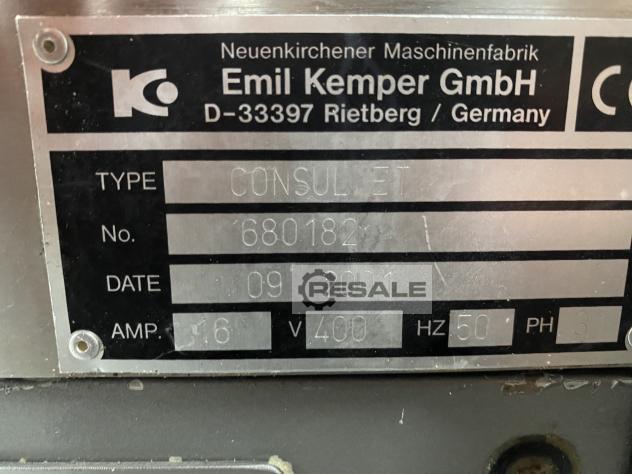 Neuenkirchener Maschinenfabrik
Emil Kemper GmbH
D-33397 Rietberg / Germany
TYPE CONSUL ET
No. 680182
DATE 09
RESALE
AMP. 16 V 400 HZ 50 PH 3